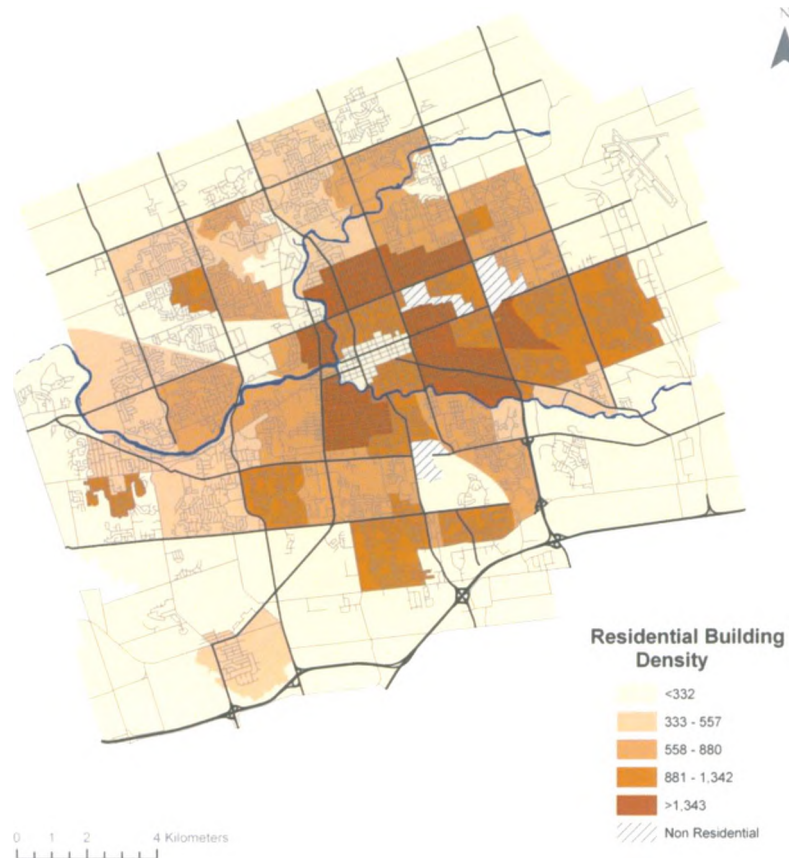 N
Residential Building
Density
<332
333 - 557
558 - 880
881 - 1,342
>1,343
Non Residential
0 1 2 4 Kilometers